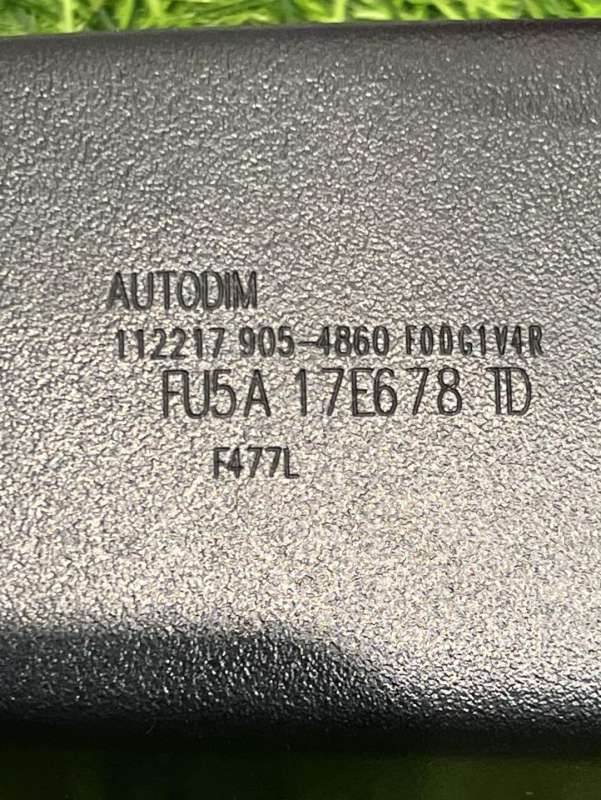 AUTODIM
112217 905-4860 F00G1V4R
FU5A 17E678 TD
F477L